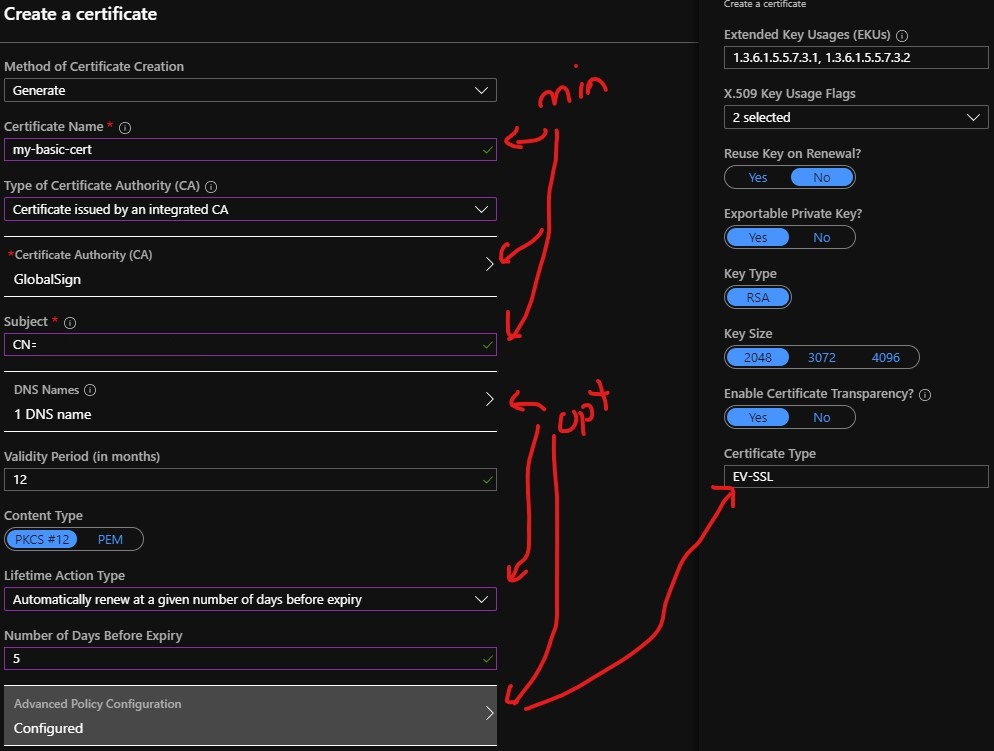 Create a certificate
Method of Certificate Creation
Generate
Certificate Name *
my-basic-cert
Type of Certificate Authority (CA)
Certificate issued by an integrated CA
*Certificate Authority (CA)
GlobalSign
Subject *
CN=
DNS Names
1 DNS name
Validity Period (in months)
12
Content Type
PKCS #12 PEM
Lifetime Action Type
Automatically renew at a given number of days before expiry
Number of Days Before Expiry
5
Advanced Policy Configuration
Configured
min
opt
Create a certificate
Extended Key Usages (EKUs)
1.3.6.1.5.5.7.3.1, 1.3.6.1.5.5.7.3.2
X.509 Key Usage Flags
2 selected
Reuse Key on Renewal?
Yes No
Exportable Private Key?
Yes No
Key Type
RSA
Key Size
2048 3072 4096
Enable Certificate Transparency?
Yes No
Certificate Type
EV-SSL